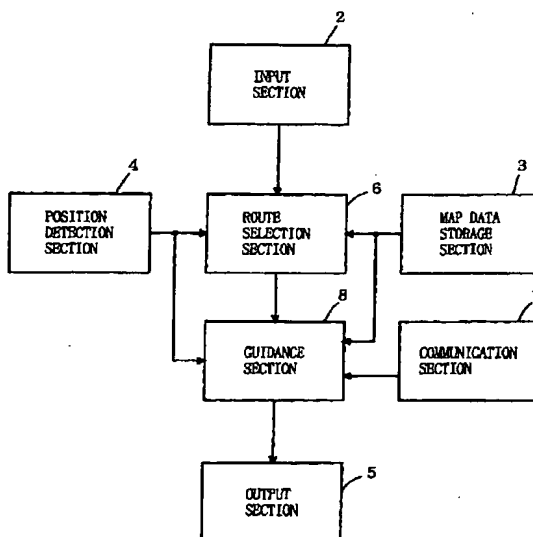 2
INPUT
SECTION
4
6
3
POSITION
DETECTION
SECTION
ROUTE
SELECTION
SECTION
MAP DATA
STORAGE
SECTION
8
GUIDANCE
SECTION
COMMUNICATION
SECTION
5
OUTPUT
SECTION